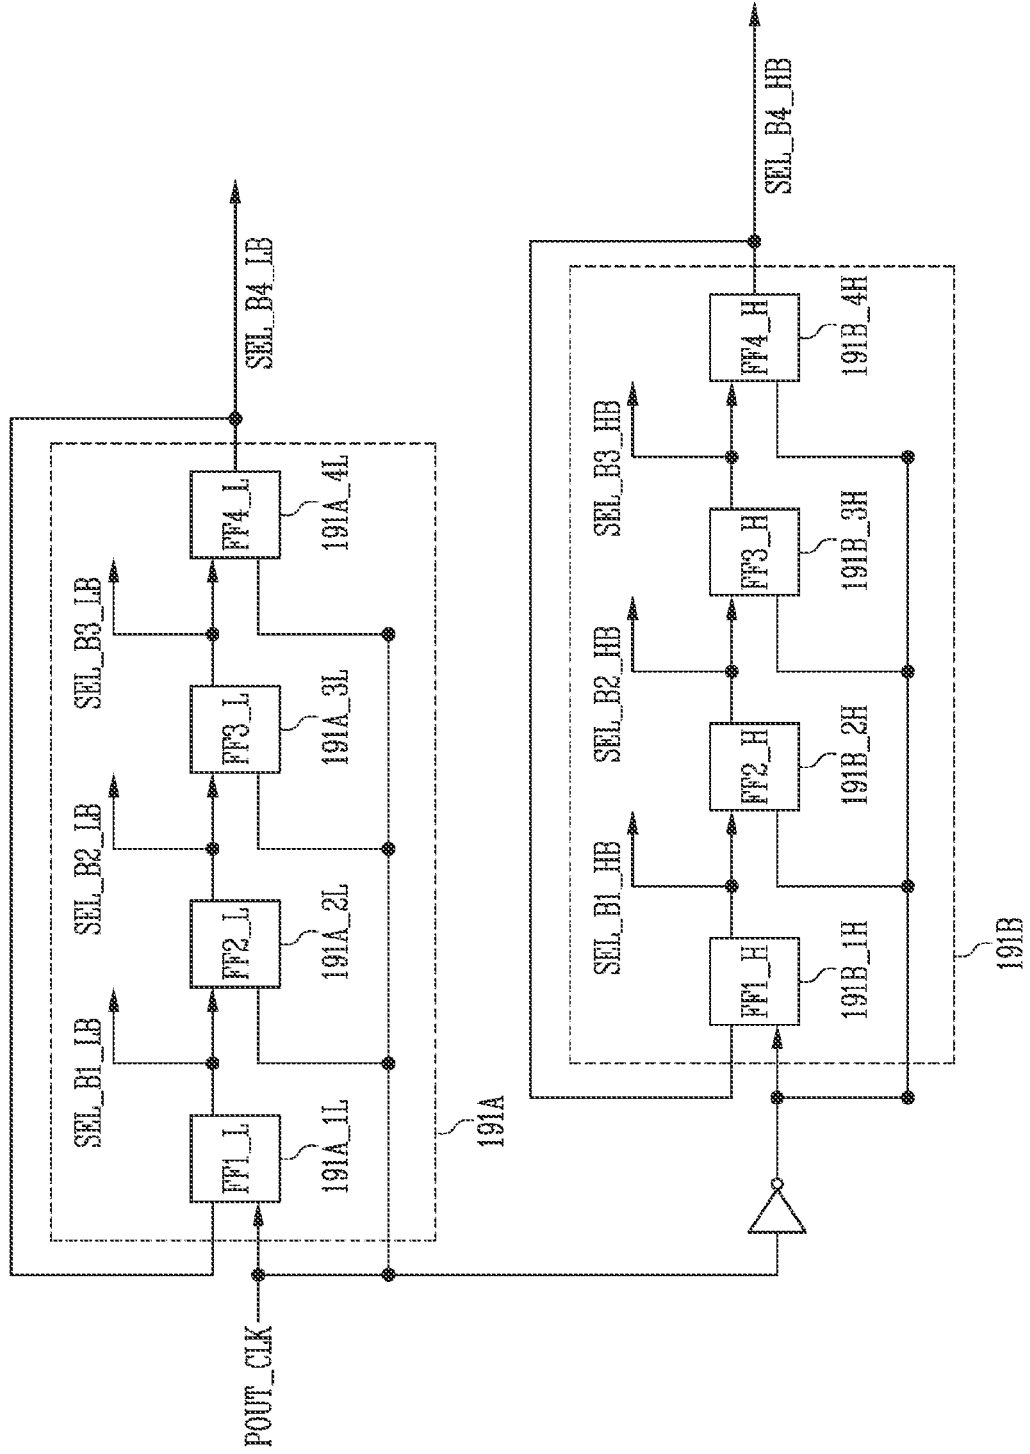 SEL_B1_LB
SEL_B2_LB
SEL_B3_LB
FF1_L
FF2_L
FF3_L
FF4_L
SEL_B4_LB
191A_1L
191A_2L
191A_3L
191A_4L
POUT_CLK
191A
SEL_B1_HB
SEL_B2_HB
SEL_B3_HB
FF1_H
FF2_H
FF3_H
FF4_H
SEL_B4_HB
191B_1H
191B_2H
191B_3H
191B_4H
191B